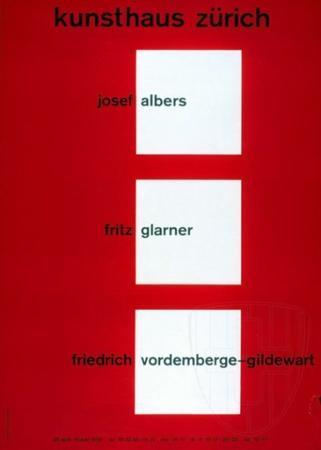 kunsthaus zürich
josef albers
fritz glarner
friedrich vordemberge-gildewart